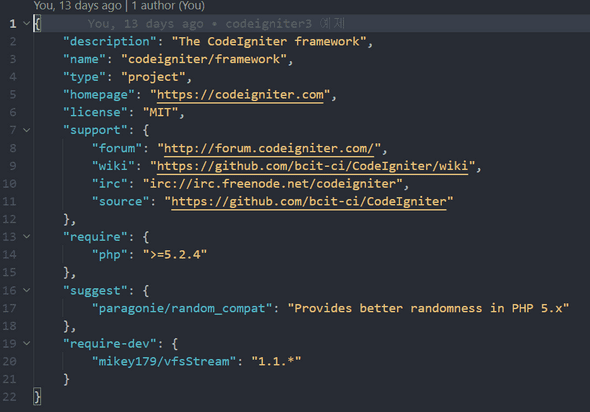 You, 13 days ago | 1 author (You)
1 { You, 13 days ago • codeigniter3 예제
2 "description": "The CodeIgniter framework",
3 "name": "codeigniter/framework",
4 "type": "project",
5 "homepage": "https://codeigniter.com",
6 "license": "MIT",
7 "support": {
8 "forum": "http://forum.codeigniter.com/",
9 "wiki": "https://github.com/bcit-ci/CodeIgniter/wiki",
10 "irc": "irc://irc.freenode.net/codeigniter",
11 "source": "https://github.com/bcit-ci/CodeIgniter"
12 },
13 "require": {
14 "php": ">=5.2.4"
15 },
16 "suggest": {
17 "paragonie/random_compat": "Provides better randomness in PHP 5.x"
18 },
19 "require-dev": {
20 "mikey179/vfsStream": "1.1.*"
21 }
22 }